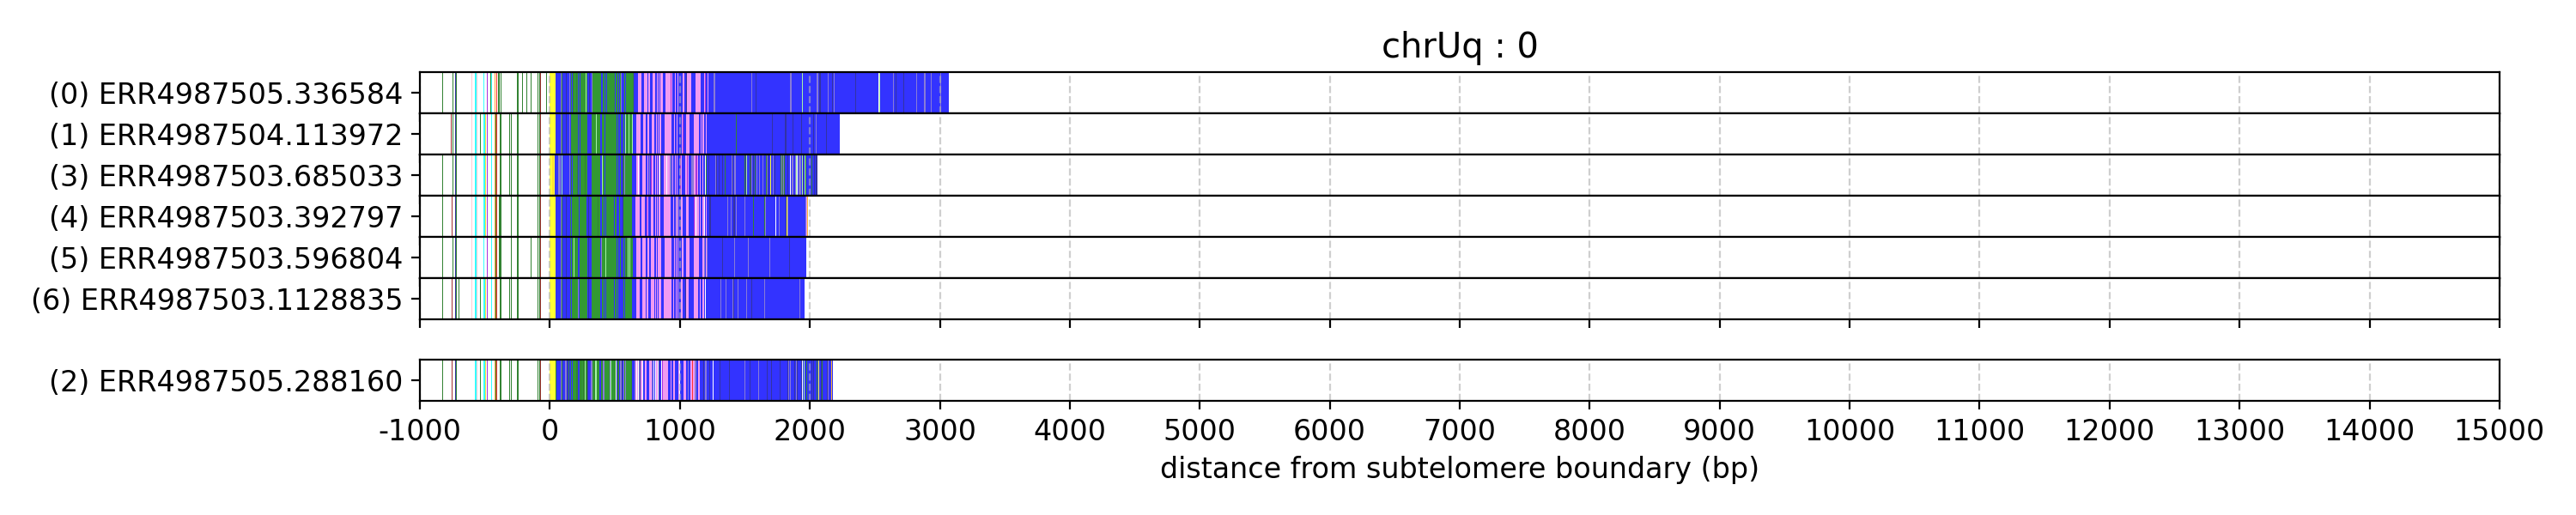 chrUq : 0
(0) ERR4987505.336584
(1) ERR4987504.113972
(3) ERR4987503.685033
(4) ERR4987503.392797
(5) ERR4987503.596804
(6) ERR4987503.1128835
(2) ERR4987505.288160
-1000 0 1000 2000 3000 4000 5000 6000 7000 8000 9000 10000 11000 12000 13000 14000 15000
distance from subtelomere boundary (bp)